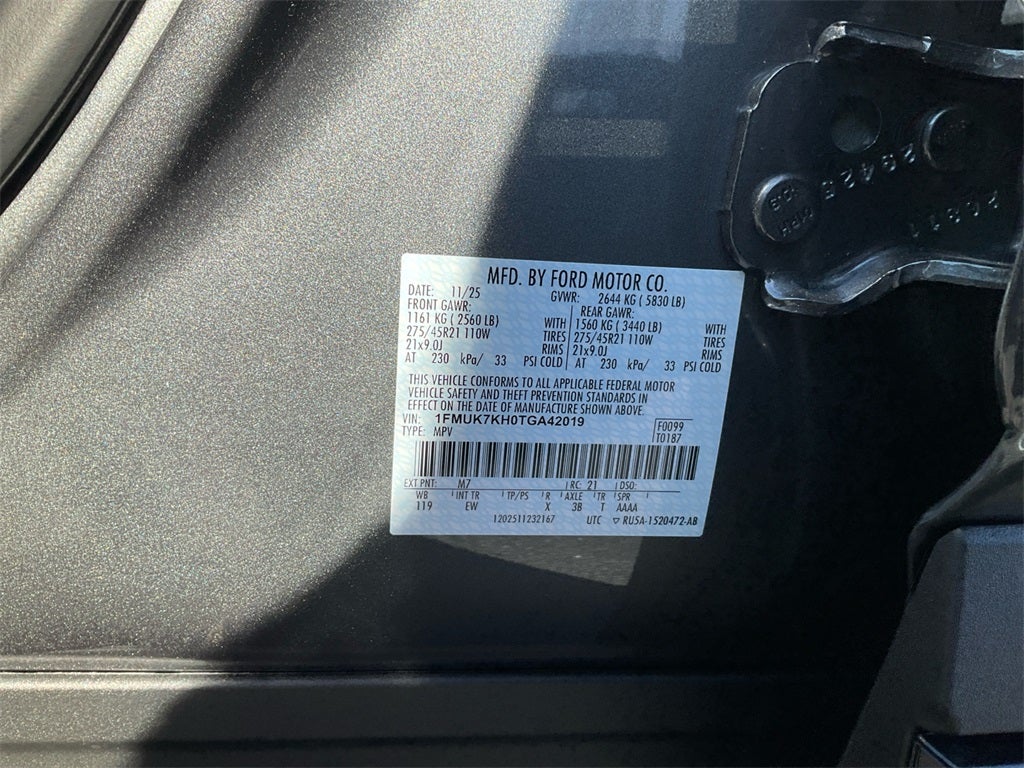 MFD. BY FORD MOTOR CO.
DATE: 11/25 GVWR: 2644 KG ( 5830 LB)
FRONT GAWR: REAR GAWR:
1161 KG ( 2560 LB) WITH 1560 KG ( 3440 LB) WITH
275/45R21 110W TIRES 275/45R21 110W TIRES
21x9.0J RIMS 21x9.0J RIMS
AT 230 kPa/ 33 PSI COLD AT 230 kPa/ 33 PSI COLD
THIS VEHICLE CONFORMS TO ALL APPLICABLE FEDERAL MOTOR
VEHICLE SAFETY AND THEFT PREVENTION STANDARDS IN
EFFECT ON THE DATE OF MANUFACTURE SHOWN ABOVE.
VIN: 1FMUK7KH0TGA42019 F0099
TYPE: MPV T0187
EXT PNT: M7 RC: 21 DSO:
WB INT TR TP/PS R AXLE TR SPR
119 EW X 3B T AAAA
1202511232167 UTC ▽ RU5A-1520472-AB